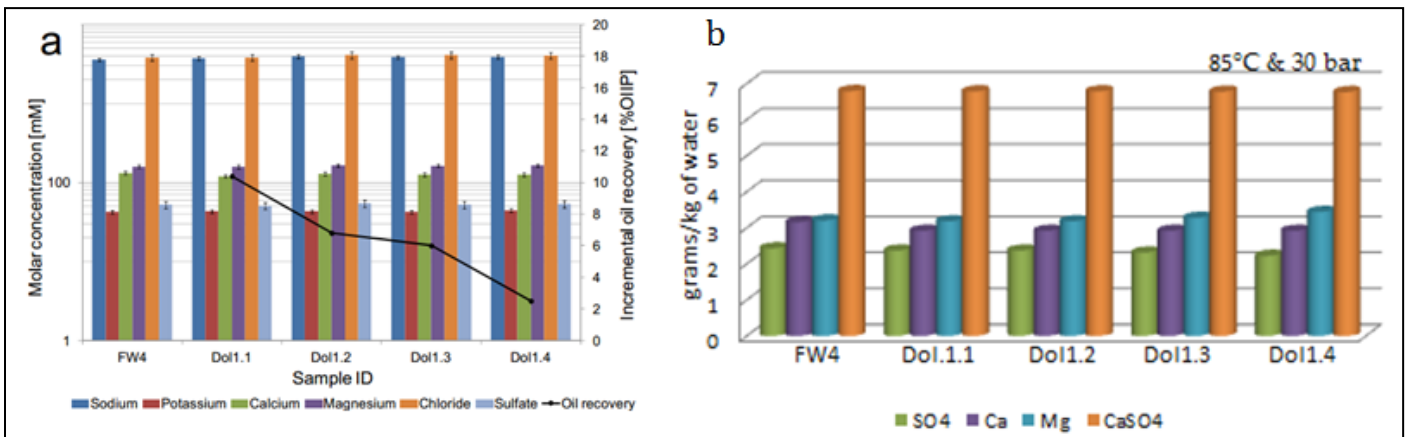 a
Molar concentration [mM]
100
1
20
18
16
14
12
10
8
6
4
2
0
Incremental oil recovery [%OIIP]
FW4 Dol1.1 Dol1.2 Dol1.3 Dol1.4
Sample ID
Sodium Potassium Calcium Magnesium Chloride Sulfate Oil recovery
b
85°C & 30 bar
grams/kg of water
7
6
5
4
3
2
1
0
FW4 Dol.1.1 Dol1.2 Dol1.3 Dol1.4
SO4 Ca Mg CaSO4